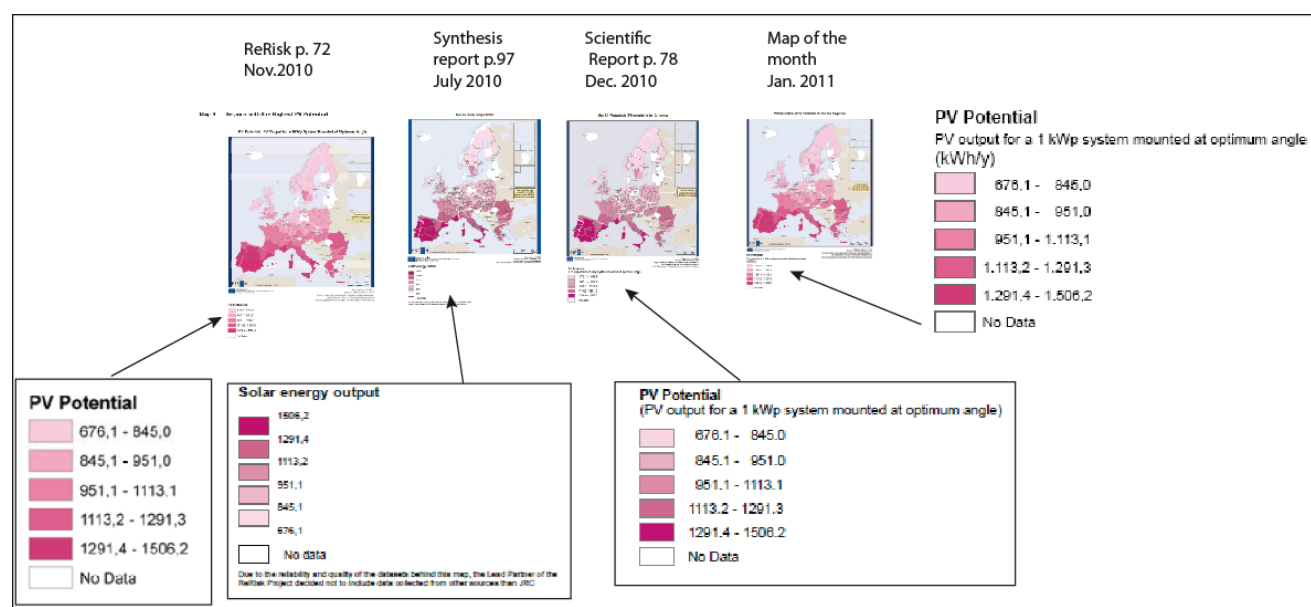 ReRisk p. 72
Nov.2010
Synthesis
report p.97
July 2010
Scientific
Report p. 78
Dec. 2010
Map of the
month
Jan. 2011
PV Potential
PV output for a 1 kWp system mounted at optimum angle
(kWh/y)
676,1 - 845,0
845,1 - 951,0
951,1 - 1.113,1
1.113,2 - 1.291,3
1.291,4 - 1.506,2
No Data
PV Potential
676,1 - 845,0
845,1 - 951,0
951,1 - 1113.1
1113,2 - 1291,3
1291,4 - 1506,2
No Data
Solar energy output
1506,2
1291,4
1113,2
951,1
845,1
676,1
No data
Due to the reliability and quality of the datasets behind this map, the Lead Partner of the
ReRisk Project decided not to include data collected from other sources than JRC
PV Potential
(PV output for a 1 kWp system mounted at optimum angle)
676.1 - 845.0
845.1 - 951.0
951.1 - 1113.1
1113.2 - 1291.3
1291.4 - 1506.2
No Data